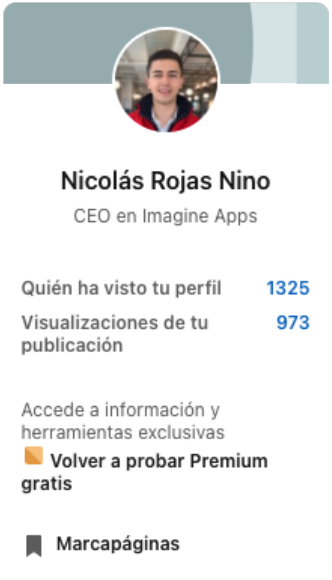 Nicolás Rojas Nino
CEO en Imagine Apps
Quién ha visto tu perfil 1325
Visualizaciones de tu 973
publicación
Accede a información y
herramientas exclusivas
Volver a probar Premium
gratis
Marcapáginas